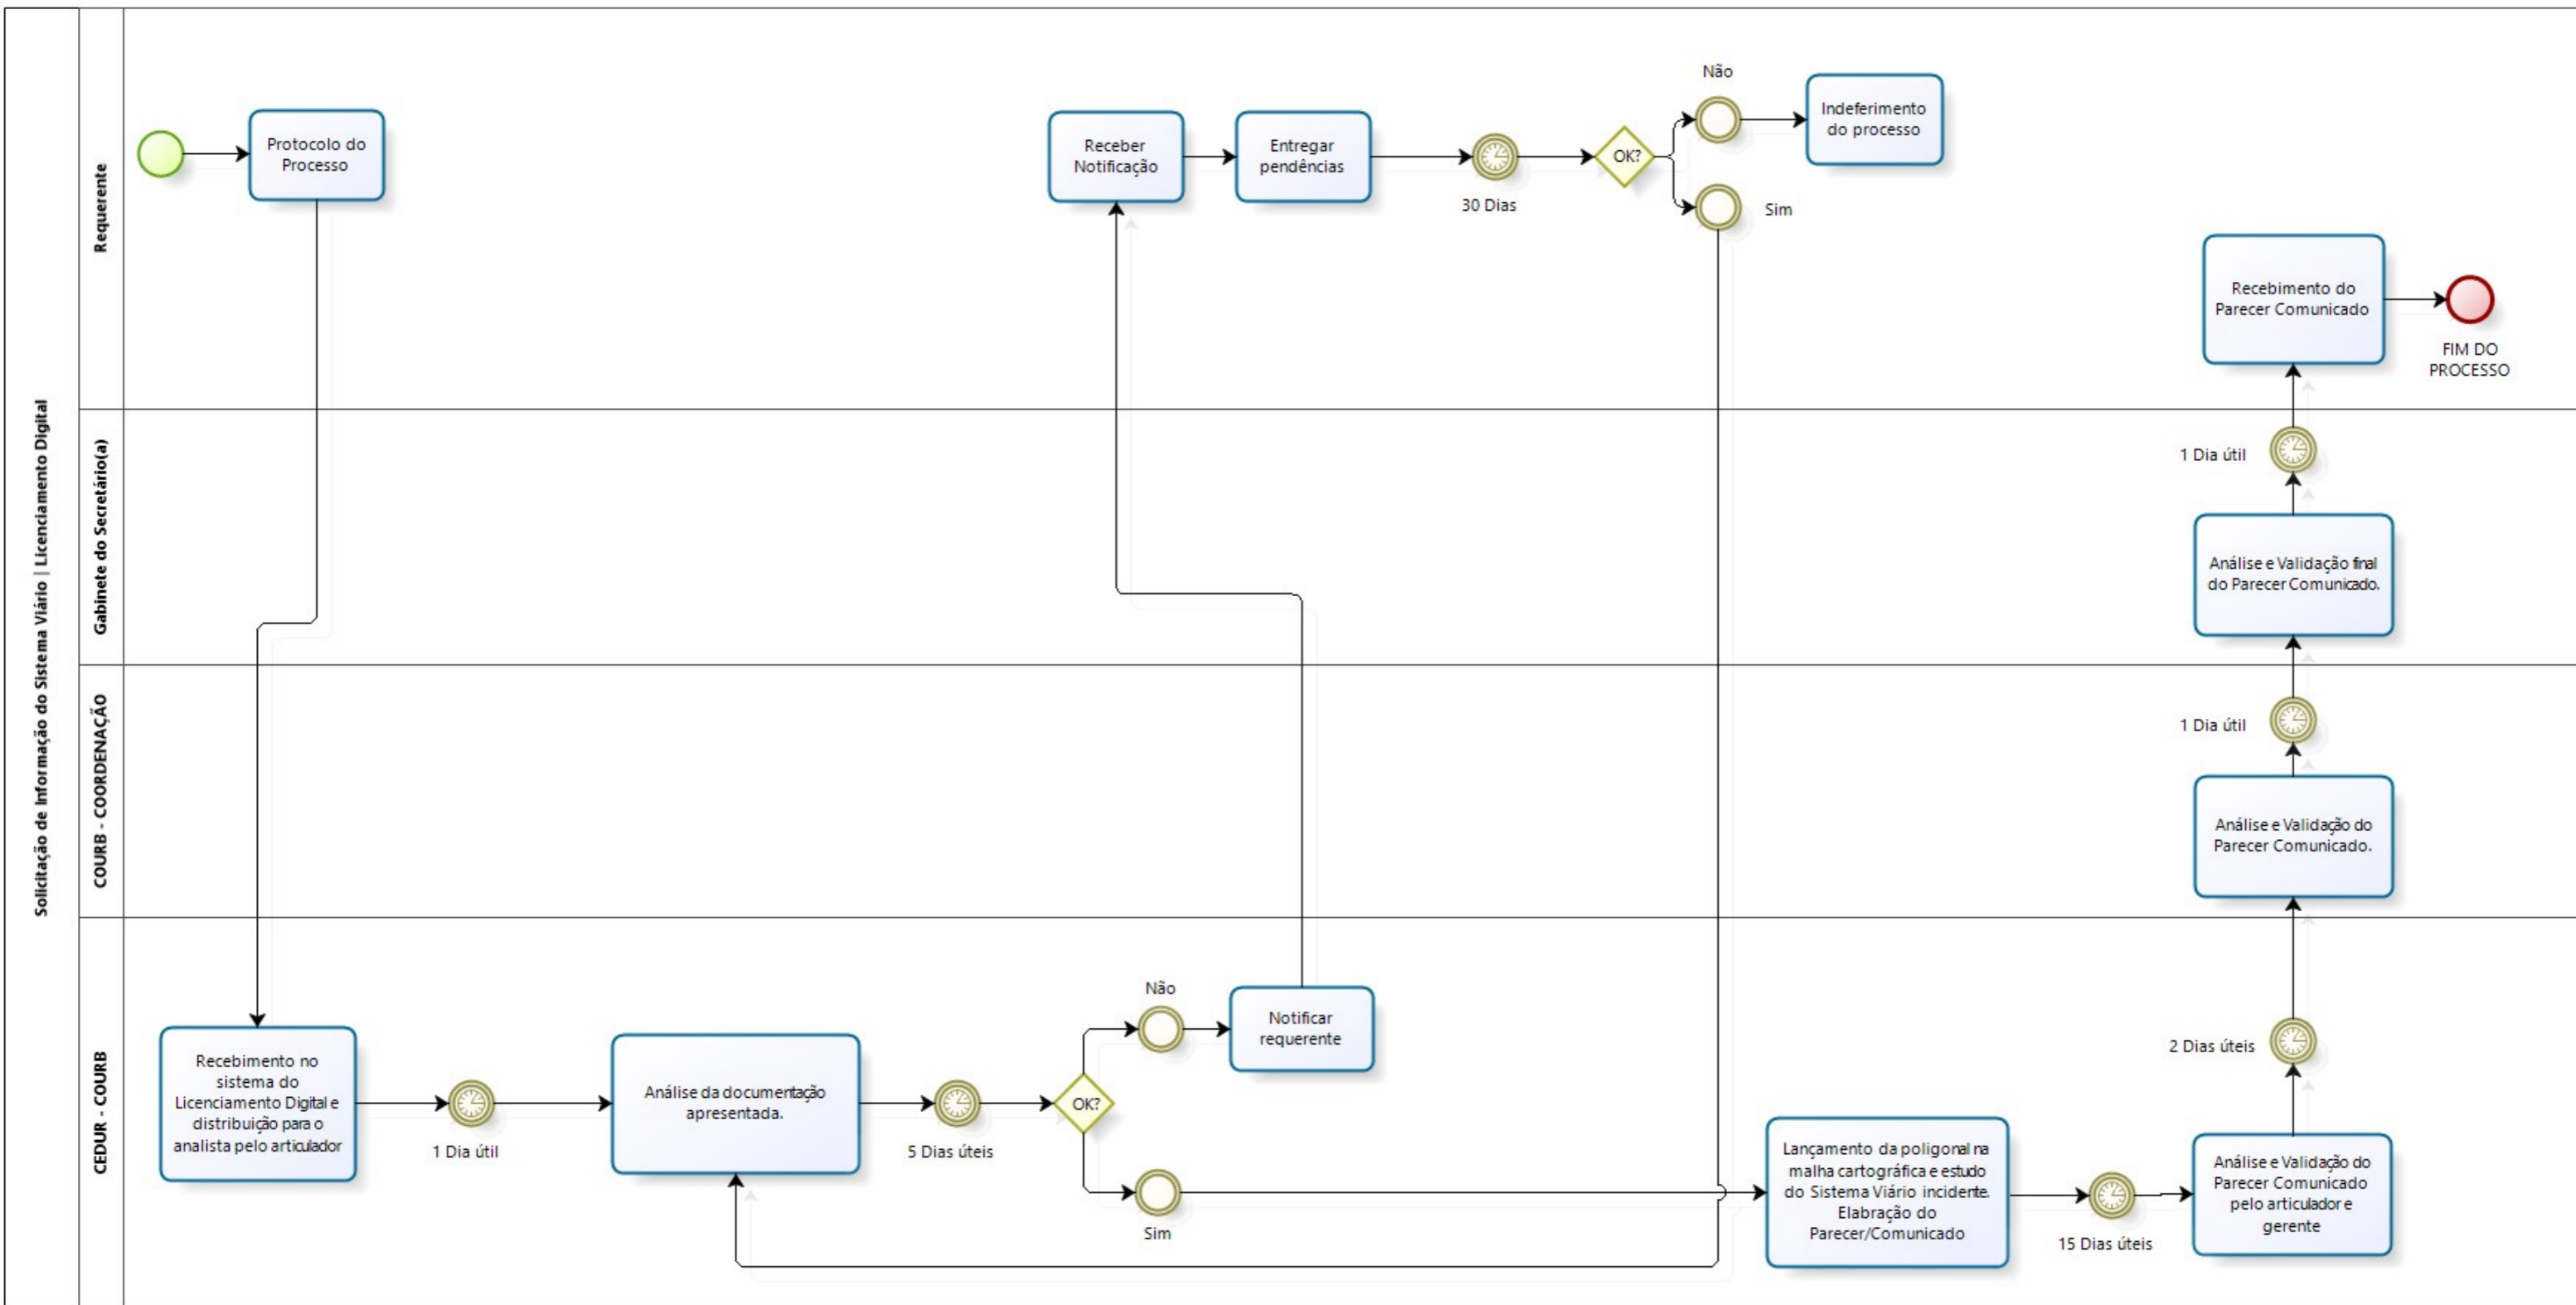 Solicitação de Informação do Sistema Viário | Licenciamento Digital
Requerente
Protocolo do
Processo
Receber
Notificação
Entregar
pendências
30 Dias
OK?
Não
Sim
Indeferimento
do processo
Recebimento do
Parecer Comunicado
FIM DO
PROCESSO
Gabinete do Secretário(a)
1 Dia útil
Análise e Validação final
do Parecer Comunicado.
COURB - COORDENAÇÃO
1 Dia útil
Análise e Validação do
Parecer Comunicado.
CEDUR - COURB
Recebimento no
sistema do
Licenciamento Digital e
distribuição para o
analista pelo articulador
1 Dia útil
Análise da documentação
apresentada.
5 Dias úteis
OK?
Não
Notificar
requerente
Sim
Lançamento da poligonal na
malha cartográfica e estudo
do Sistema Viário incidente.
Elabração do
Parecer/Comunicado
15 Dias úteis
2 Dias úteis
Análise e Validação do
Parecer Comunicado
pelo articulador e
gerente